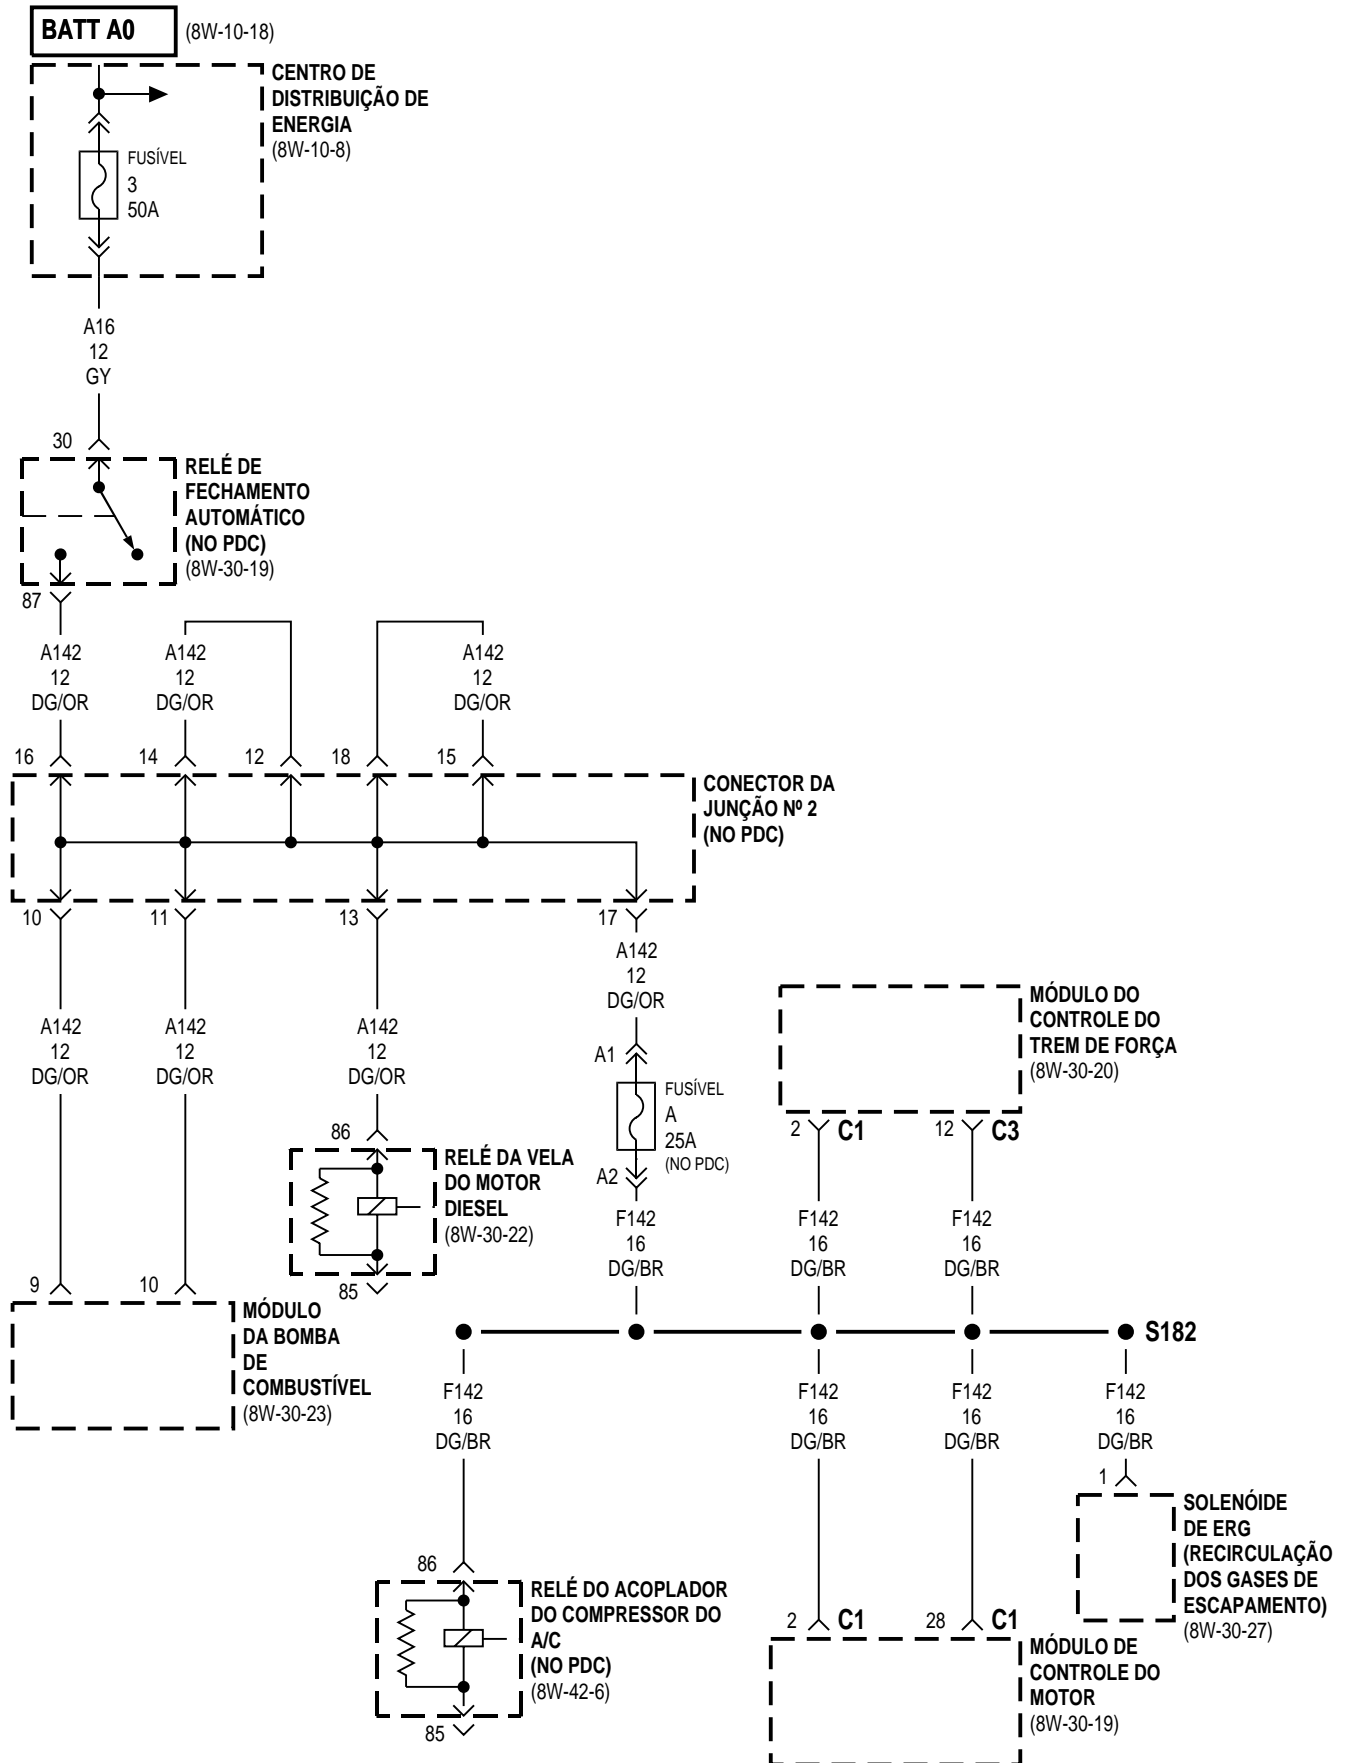 BATT A0 (8W-10-18)
CENTRO DE
DISTRIBUIÇÃO DE
ENERGIA
(8W-10-8)
FUSÍVEL
3
50A
A16
12
GY
30
RELÉ DE
FECHAMENTO
AUTOMÁTICO
(NO PDC)
(8W-30-19)
87
A142
12
DG/OR
A142
12
DG/OR
A142
12
DG/OR
16 14 12 18 15
CONECTOR DA
JUNÇÃO Nº 2
(NO PDC)
10 11 13 17
A142
12
DG/OR
A142
12
DG/OR
A142
12
DG/OR
A142
12
DG/OR
A1
FUSÍVEL
A
25A
(NO PDC)
A2
MÓDULO DO
CONTROLE DO
TREM DE FORÇA
(8W-30-20)
2 C1 12 C3
86
RELÉ DA VELA
DO MOTOR
DIESEL
(8W-30-22)
85
F142
16
DG/BR
F142
16
DG/BR
F142
16
DG/BR
9 10
MÓDULO
DA BOMBA
DE
COMBUSTÍVEL
(8W-30-23)
S182
F142
16
DG/BR
F142
16
DG/BR
F142
16
DG/BR
F142
16
DG/BR
1
SOLENÓIDE
DE ERG
(RECIRCULAÇÃO
DOS GASES DE
ESCAPAMENTO)
(8W-30-27)
86
RELÉ DO ACOPLADOR
DO COMPRESSOR DO
A/C
(NO PDC)
(8W-42-6)
85
2 C1 28 C1
MÓDULO DE
CONTROLE DO
MOTOR
(8W-30-19)